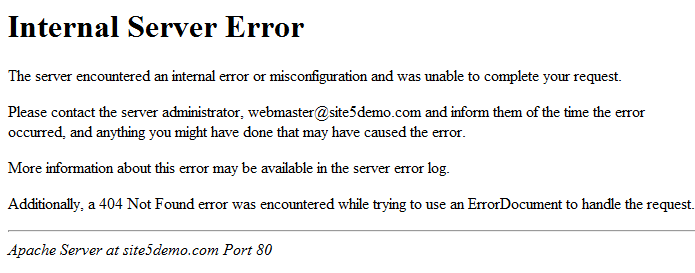 Internal Server Error
The server encountered an internal error or misconfiguration and was unable to complete your request.
Please contact the server administrator, webmaster@site5demo.com and inform them of the time the error
occurred, and anything you might have done that may have caused the error.
More information about this error may be available in the server error log.
Additionally, a 404 Not Found error was encountered while trying to use an ErrorDocument to handle the request.
Apache Server at site5demo.com Port 80